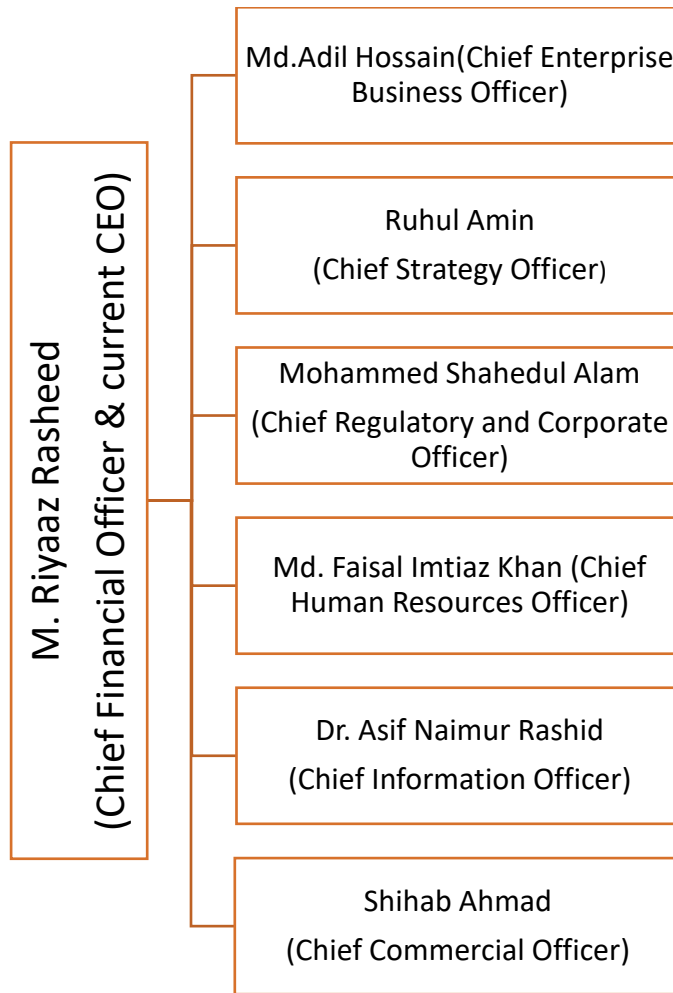 M. Riyaaz Rasheed
(Chief Financial Officer & current CEO)
Md.Adil Hossain(Chief Enterprise
Business Officer)
Ruhul Amin
(Chief Strategy Officer)
Mohammed Shahedul Alam
(Chief Regulatory and Corporate
Officer)
Md. Faisal Imtiaz Khan (Chief
Human Resources Officer)
Dr. Asif Naimur Rashid
(Chief Information Officer)
Shihab Ahmad
(Chief Commercial Officer)